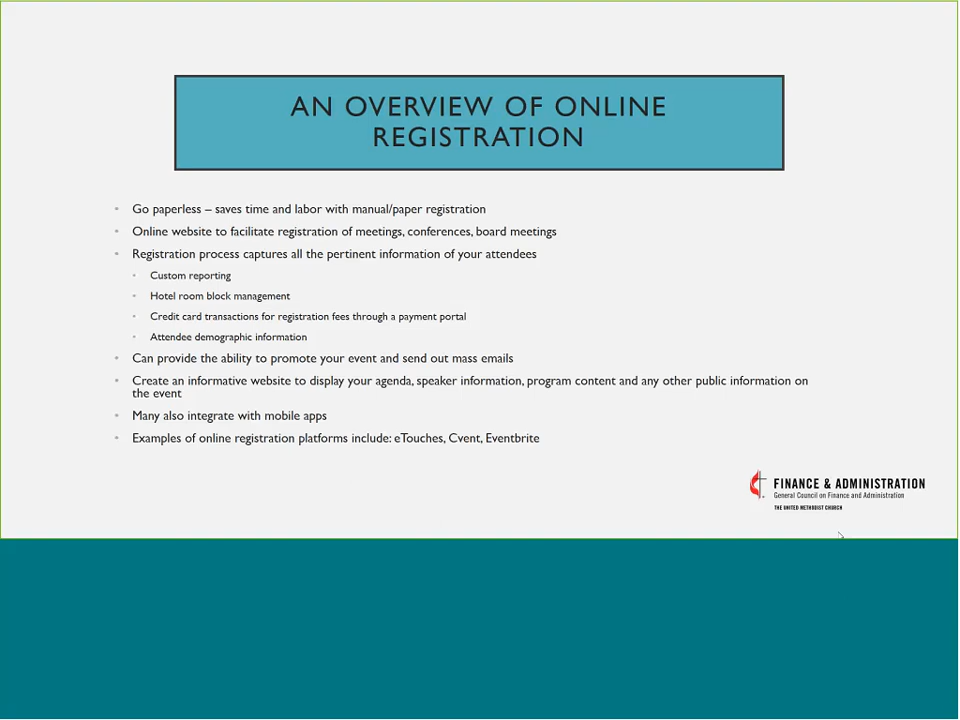 AN OVERVIEW OF ONLINE
REGISTRATION
• Go paperless – saves time and labor with manual/paper registration
• Online website to facilitate registration of meetings, conferences, board meetings
• Registration process captures all the pertinent information of your attendees
• Custom reporting
• Hotel room block management
• Credit card transactions for registration fees through a payment portal
• Attendee demographic information
• Can provide the ability to promote your event and send out mass emails
• Create an informative website to display your agenda, speaker information, program content and any other public information on
the event
• Many also integrate with mobile apps
• Examples of online registration platforms include: eTouches, Cvent, Eventbrite
FINANCE & ADMINISTRATION
General Council on Finance and Administration
THE UNITED METHODIST CHURCH